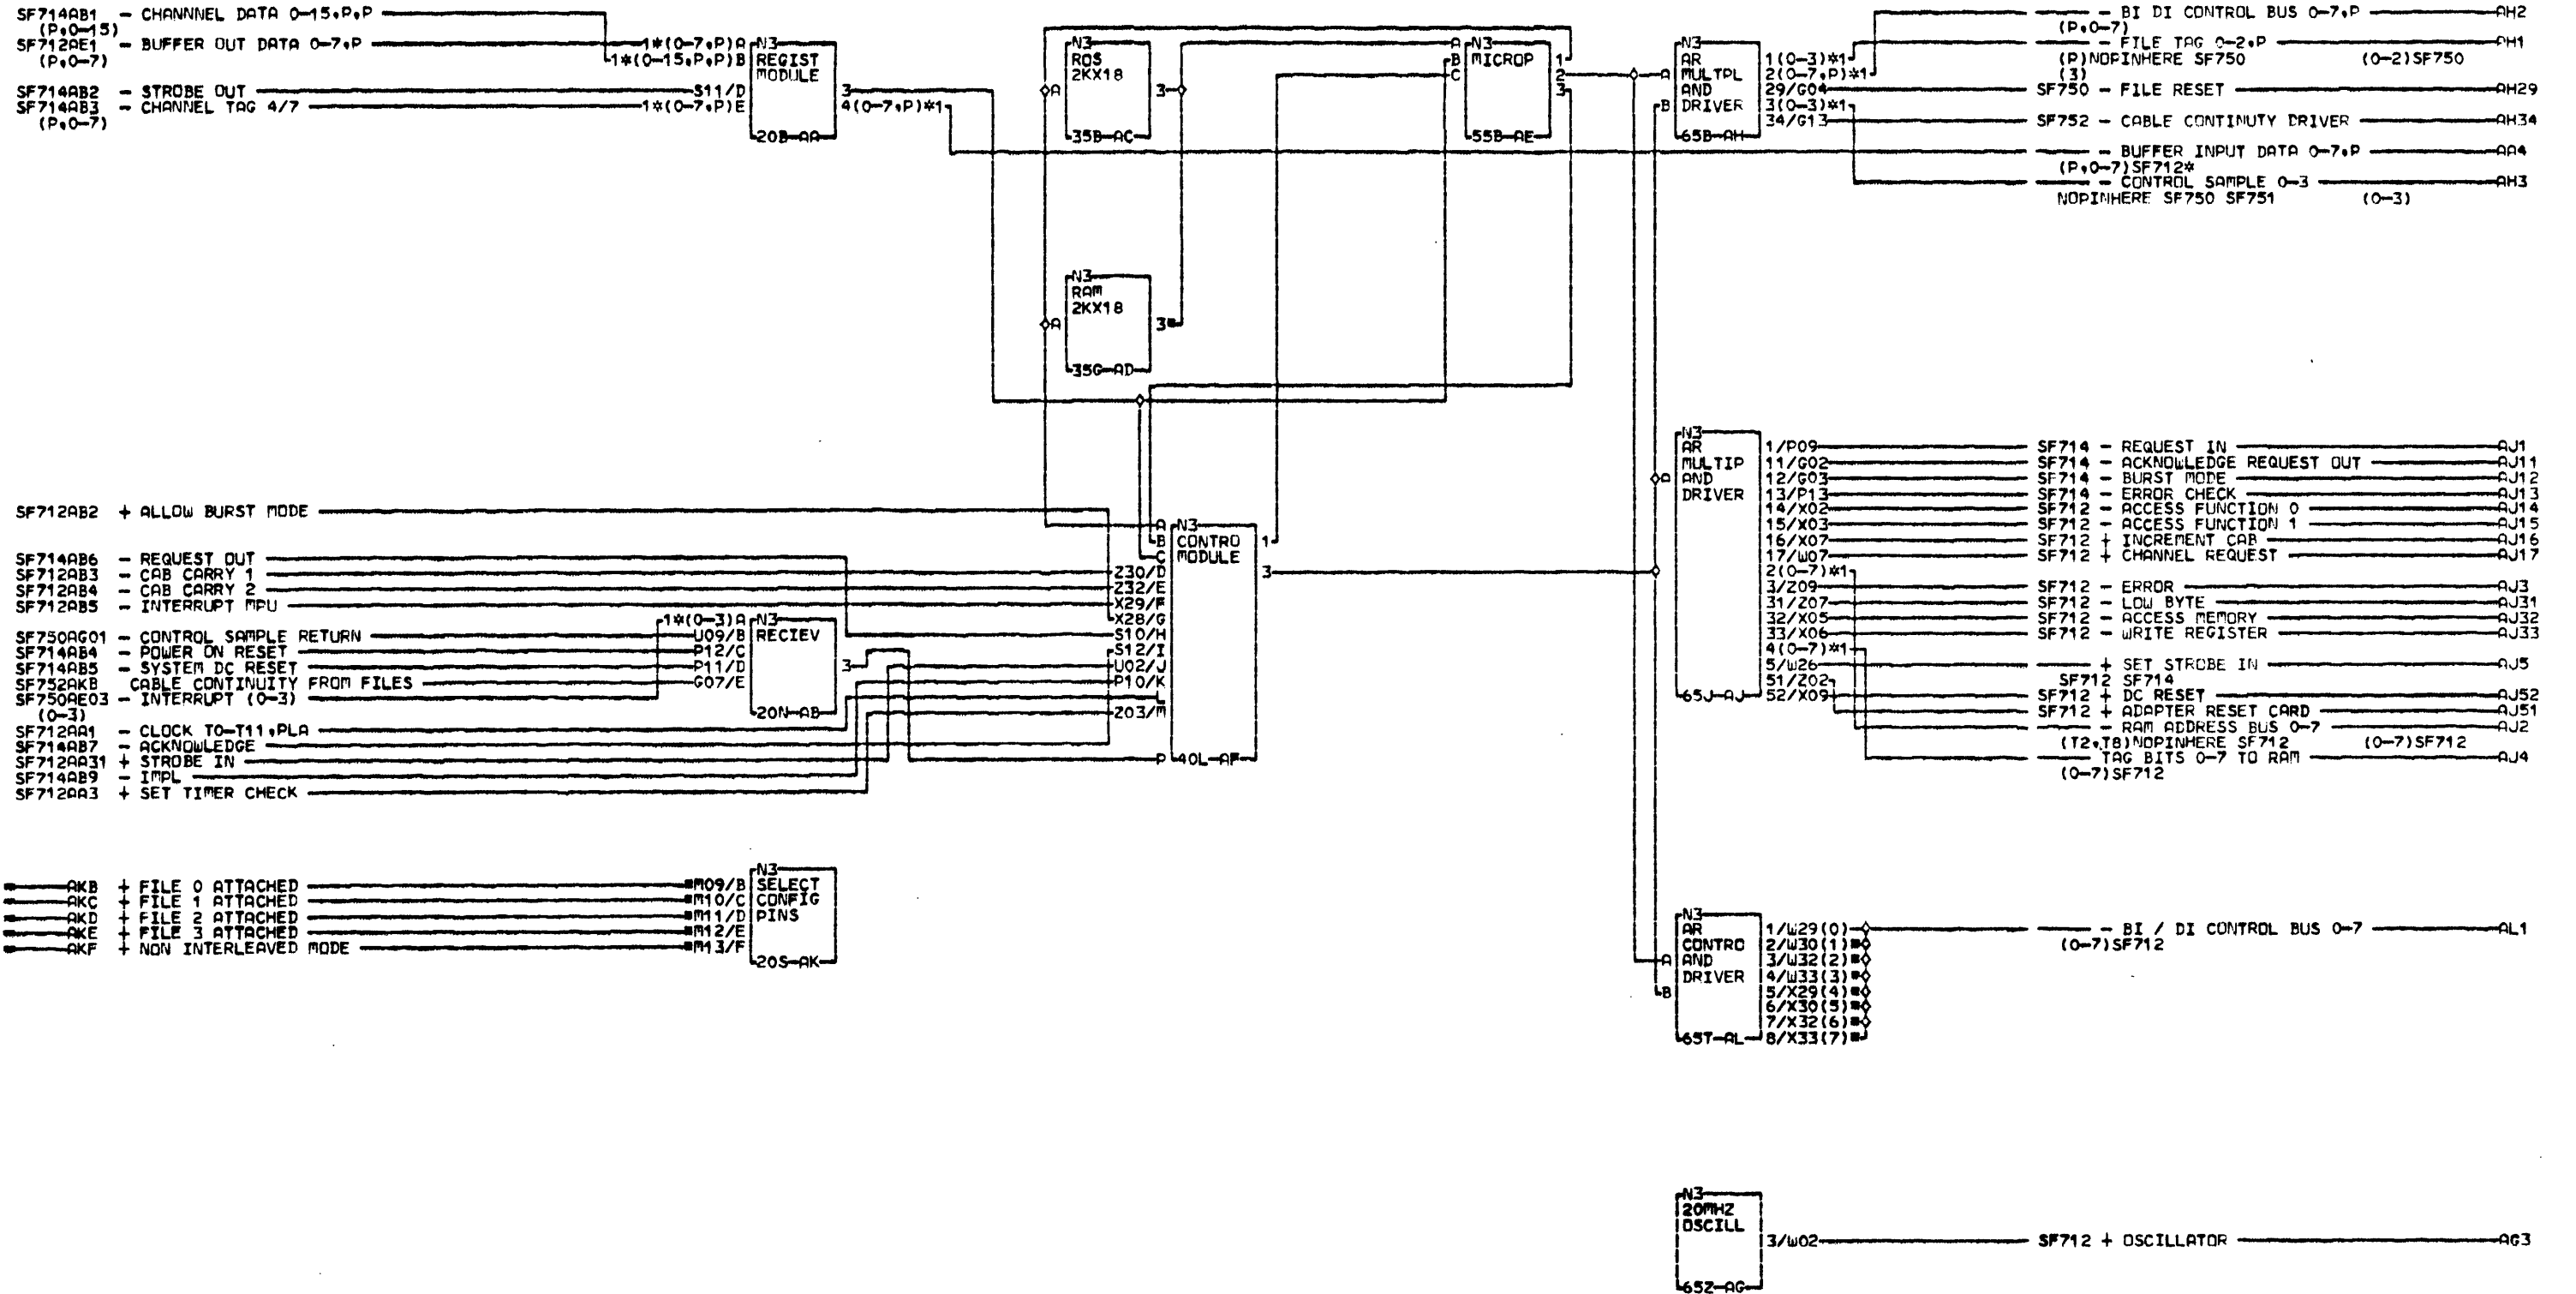 SF714AB1 - CHANNNEL DATA 0-15,P,P
(P,0-15)
SF712AE1 - BUFFER OUT DATA 0-7,P
(P,0-7)
SF714AB2 - STROBE OUT
SF714AB3 - CHANNEL TAG 4/7
(P,0-7)
1*(0-7,P)A
1*(0-15,P,P)B
S11/D
1*(0-7,P)E
N3
REGIST
MODULE
20B-AA
3
4(0-7,P)*1
N3
ROS
2KX18
35B-AC
A
3
N3
RAM
2KX18
35G-AD
A
3
A
B
C
N3
MICROP
55B-AE
1
2
3
A
B
N3
AR
MULTPL
AND
DRIVER
65B-AH
1(0-3)*1
2(0-7,P)*1
29/G04
3(0-3)*1
34/G13
- BI DI CONTROL BUS 0-7,P AH2
(P,0-7)
- FILE TAG 0-2,P AH1
(P)NOPINHERE SF750 (0-2)SF750
(3)
SF750 - FILE RESET AH29
SF752 - CABLE CONTINUTY DRIVER AH34
- BUFFER INPUT DATA 0-7,P AA4
(P,0-7)SF712*
- CONTROL SAMPLE 0-3 AH3
NOPINHERE SF750 SF751 (0-3)
SF712AB2 + ALLOW BURST MODE
SF714AB6 - REQUEST OUT
SF712AB3 - CAB CARRY 1
SF712AB4 - CAB CARRY 2
SF712AB5 - INTERRUPT MPU
SF750AG01 - CONTROL SAMPLE RETURN
SF714AB4 - POWER ON RESET
SF714AB5 - SYSTEM DC RESET
SF752AKB CABLE CONTINUITY FROM FILES
SF750AE03 - INTERRUPT (0-3)
(0-3)
SF712AA1 - CLOCK TO-T11,PLA
SF714AB7 - ACKNOWLEDGE
SF712AA31 + STROBE IN
SF714AB9 - IMPL
SF712AA3 + SET TIMER CHECK
1*(0-3)A
U09/B
P12/C
P11/D
G07/E
N3
RECIEV
20N-AB
3
A
B
C
Z30/D
Z32/E
X29/F
X28/G
S10/H
S12/I
U02/J
P10/K
L
Z03/M
P
N3
CONTRO
MODULE
40L-AF
1
3
A
N3
AR
MULTIP
AND
DRIVER
65J-AJ
1/P09 SF714 - REQUEST IN AJ1
11/G02 SF714 - ACKNOWLEDGE REQUEST OUT AJ11
12/G03 SF714 - BURST MODE AJ12
13/P13 SF714 - ERROR CHECK AJ13
14/X02 SF712 - ACCESS FUNCTION 0 AJ14
15/X03 SF712 - ACCESS FUNCTION 1 AJ15
16/X07 SF712 + INCREMENT CAB AJ16
17/W07 SF712 + CHANNEL REQUEST AJ17
2(0-7)*1
3/Z09 SF712 - ERROR AJ3
31/Z07 SF712 - LOW BYTE AJ31
32/X05 SF712 - ACCESS MEMORY AJ32
33/X06 SF712 - WRITE REGISTER AJ33
4(0-7)*1
5/W26 + SET STROBE IN AJ5
51/Z02 SF712 SF714
52/X09 SF712 + DC RESET AJ52
SF712 + ADAPTER RESET CARD AJ51
- RAM ADDRESS BUS 0-7 AJ2
(T2,T8)NOPINHERE SF712 (0-7)SF712
TAG BITS 0-7 TO RAM AJ4
(0-7)SF712
AKB + FILE 0 ATTACHED M09/B
AKC + FILE 1 ATTACHED M10/C
AKD + FILE 2 ATTACHED M11/D
AKE + FILE 3 ATTACHED M12/E
AKF + NON INTERLEAVED MODE M13/F
N3
SELECT
CONFIG
PINS
20S-AK
A
B
N3
AR
CONTRO
AND
DRIVER
65T-AL
1/W29(0)
2/W30(1)
3/W32(2)
4/W33(3)
5/X29(4)
6/X30(5)
7/X32(6)
8/X33(7)
- BI / DI CONTROL BUS 0-7 AL1
(0-7)SF712
N3
20MHZ
OSCILL
65Z-AG
3/W02 SF712 + OSCILLATOR AG3